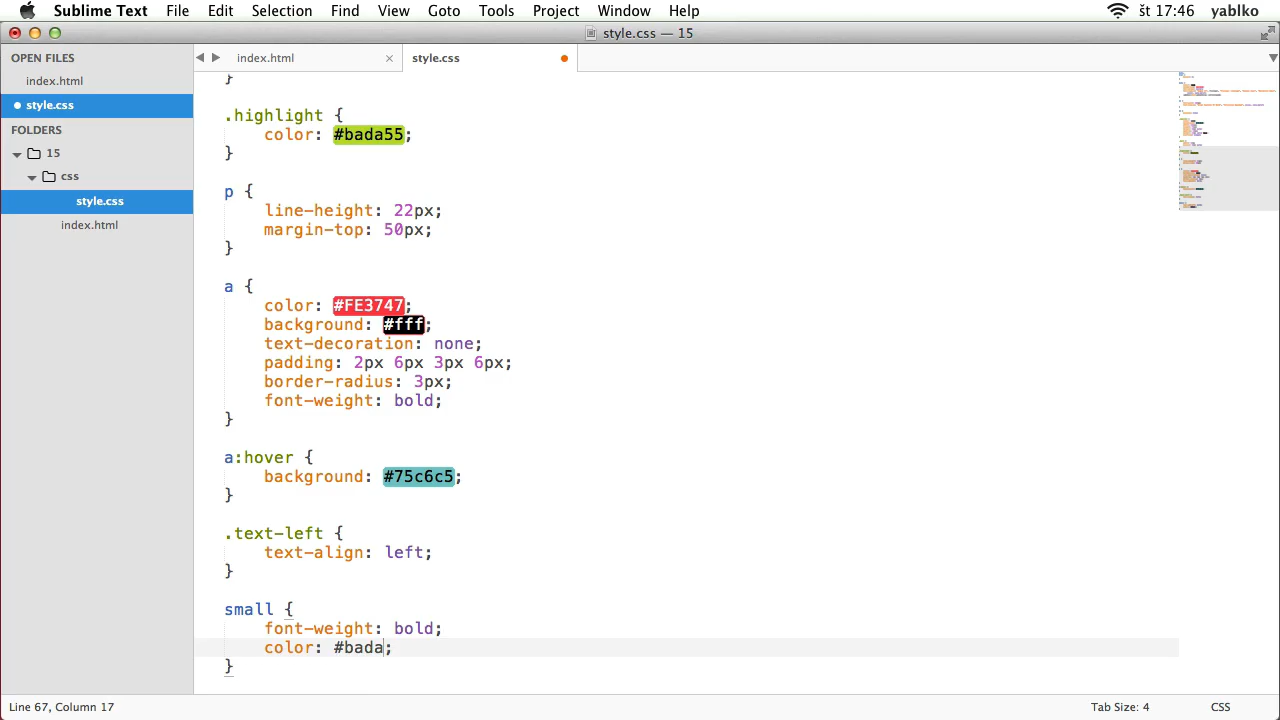 Sublime Text File Edit Selection Find View Goto Tools Project Window Help št 17:46 yablko
style.css — 15
OPEN FILES
index.html
style.css
FOLDERS
15
css
style.css
index.html
index.html × style.css
}
.highlight {
color: #bada55;
}
p {
line-height: 22px;
margin-top: 50px;
}
a {
color: #FE3747;
background: #fff;
text-decoration: none;
padding: 2px 6px 3px 6px;
border-radius: 3px;
font-weight: bold;
}
a:hover {
background: #75c6c5;
}
.text-left {
text-align: left;
}
small {
font-weight: bold;
color: #bada;
}
Line 67, Column 17 Tab Size: 4 CSS